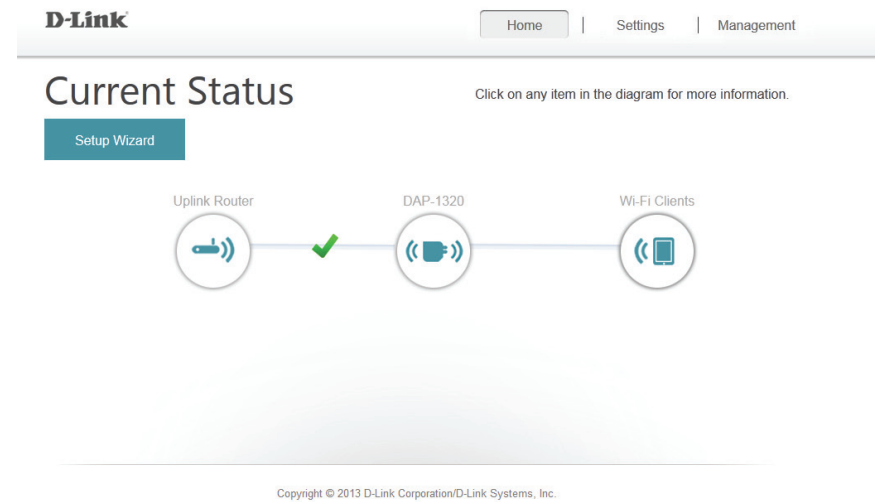 D-Link
Home | Settings | Management
Current Status
Click on any item in the diagram for more information.
Setup Wizard
Uplink Router DAP-1320 Wi-Fi Clients
Copyright © 2013 D-Link Corporation/D-Link Systems, Inc.